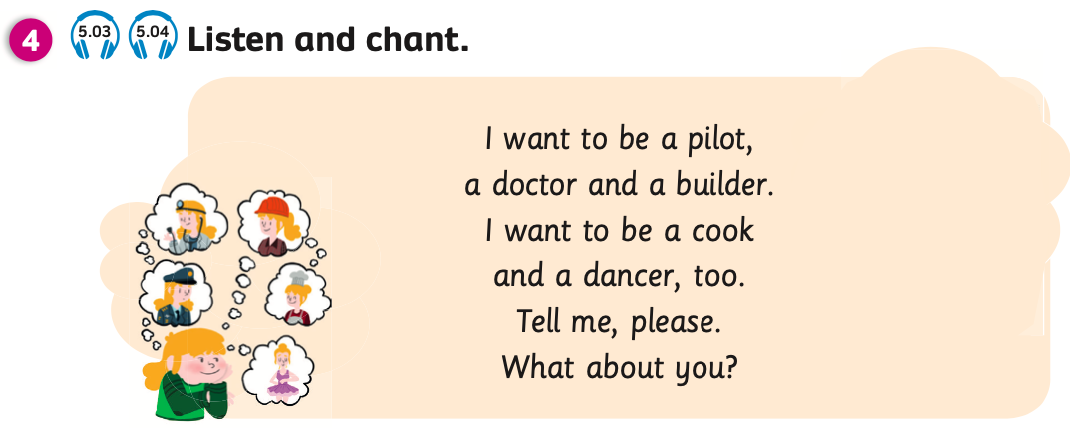 4 5.03 5.04 Listen and chant.
I want to be a pilot,
a doctor and a builder.
I want to be a cook
and a dancer, too.
Tell me, please.
What about you?